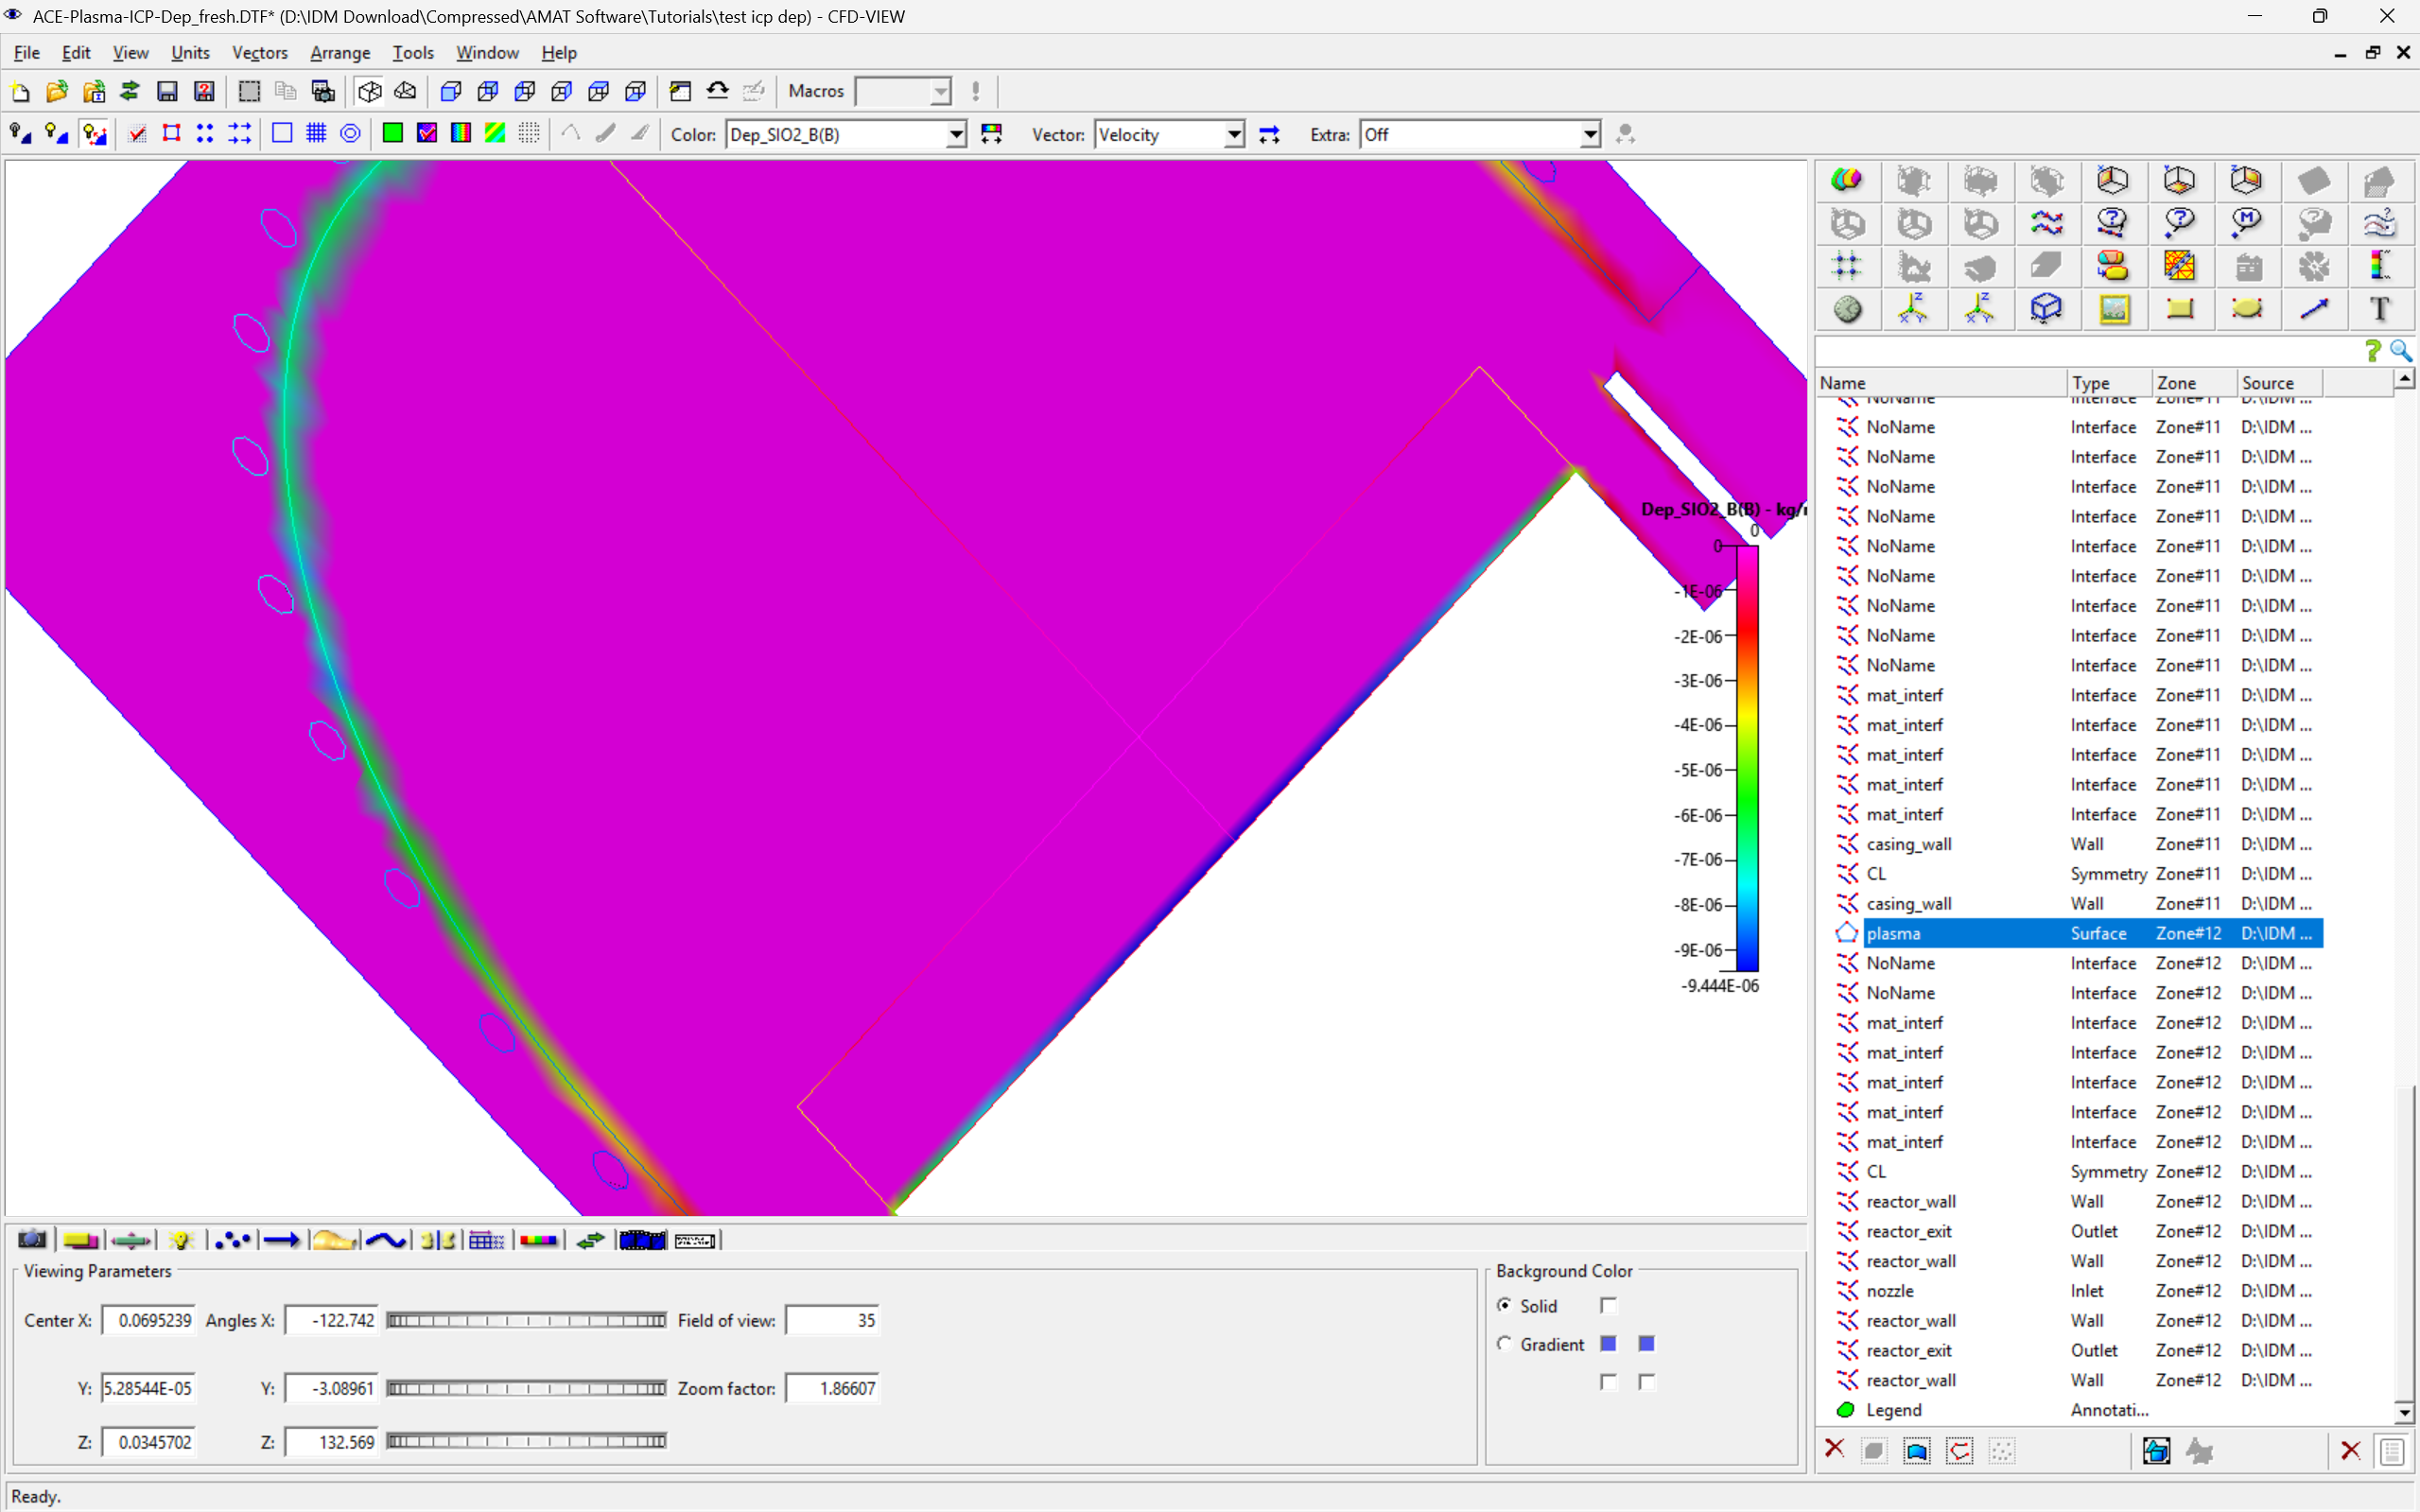 ACE-Plasma-ICP-Dep_fresh.DTF* (D:\IDM Download\Compressed\AMAT Software\Tutorials\test icp dep) - CFD-VIEW
File Edit View Units Vectors Arrange Tools Window Help
Macros
Color: Dep_SIO2_B(B) Vector: Velocity Extra: Off
Name Type Zone Source
NoName Interface Zone#11 D:\IDM ...
NoName Interface Zone#11 D:\IDM ...
NoName Interface Zone#11 D:\IDM ...
NoName Interface Zone#11 D:\IDM ...
NoName Interface Zone#11 D:\IDM ...
NoName Interface Zone#11 D:\IDM ...
NoName Interface Zone#11 D:\IDM ...
NoName Interface Zone#11 D:\IDM ...
NoName Interface Zone#11 D:\IDM ...
NoName Interface Zone#11 D:\IDM ...
mat_interf Interface Zone#11 D:\IDM ...
mat_interf Interface Zone#11 D:\IDM ...
mat_interf Interface Zone#11 D:\IDM ...
mat_interf Interface Zone#11 D:\IDM ...
mat_interf Interface Zone#11 D:\IDM ...
casing_wall Wall Zone#11 D:\IDM ...
CL Symmetry Zone#11 D:\IDM ...
casing_wall Wall Zone#11 D:\IDM ...
plasma Surface Zone#12 D:\IDM ...
NoName Interface Zone#12 D:\IDM ...
NoName Interface Zone#12 D:\IDM ...
mat_interf Interface Zone#12 D:\IDM ...
mat_interf Interface Zone#12 D:\IDM ...
mat_interf Interface Zone#12 D:\IDM ...
mat_interf Interface Zone#12 D:\IDM ...
mat_interf Interface Zone#12 D:\IDM ...
CL Symmetry Zone#12 D:\IDM ...
reactor_wall Wall Zone#12 D:\IDM ...
reactor_exit Outlet Zone#12 D:\IDM ...
reactor_wall Wall Zone#12 D:\IDM ...
nozzle Inlet Zone#12 D:\IDM ...
reactor_wall Wall Zone#12 D:\IDM ...
reactor_exit Outlet Zone#12 D:\IDM ...
reactor_wall Wall Zone#12 D:\IDM ...
Legend Annotati...
Dep_SIO2_B(B) - kg/
0
0
-1E-06
-2E-06
-3E-06
-4E-06
-5E-06
-6E-06
-7E-06
-8E-06
-9E-06
-9.444E-06
Viewing Parameters
Center X: 0.0695239 Angles X: -122.742 Field of view: 35
Y: 5.28544E-05 Y: -3.08961 Zoom factor: 1.86607
Z: 0.0345702 Z: 132.569
Background Color
Solid
Gradient
Ready.